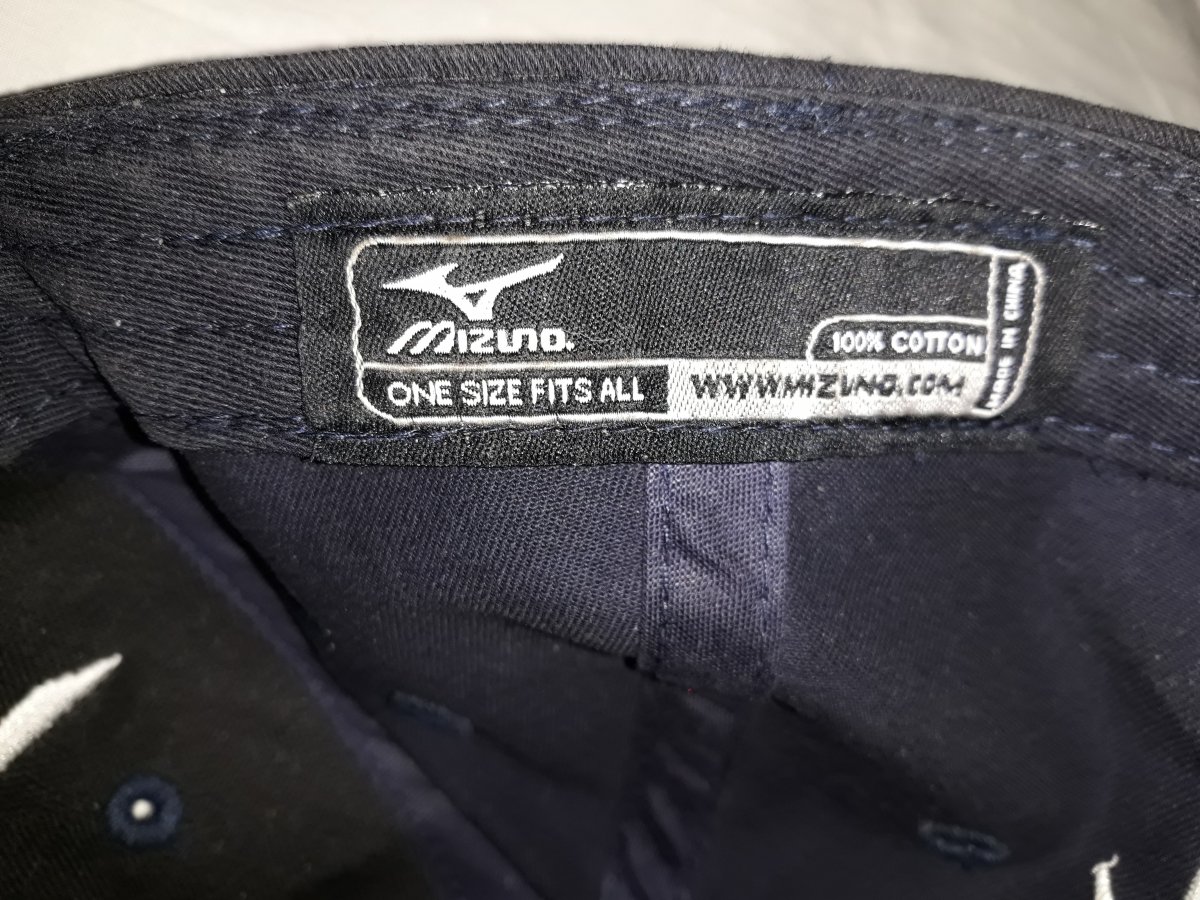 MIZUNO.
100% COTTON
MADE IN CHINA
ONE SIZE FITS ALL
WWW.MIZUNO.COM